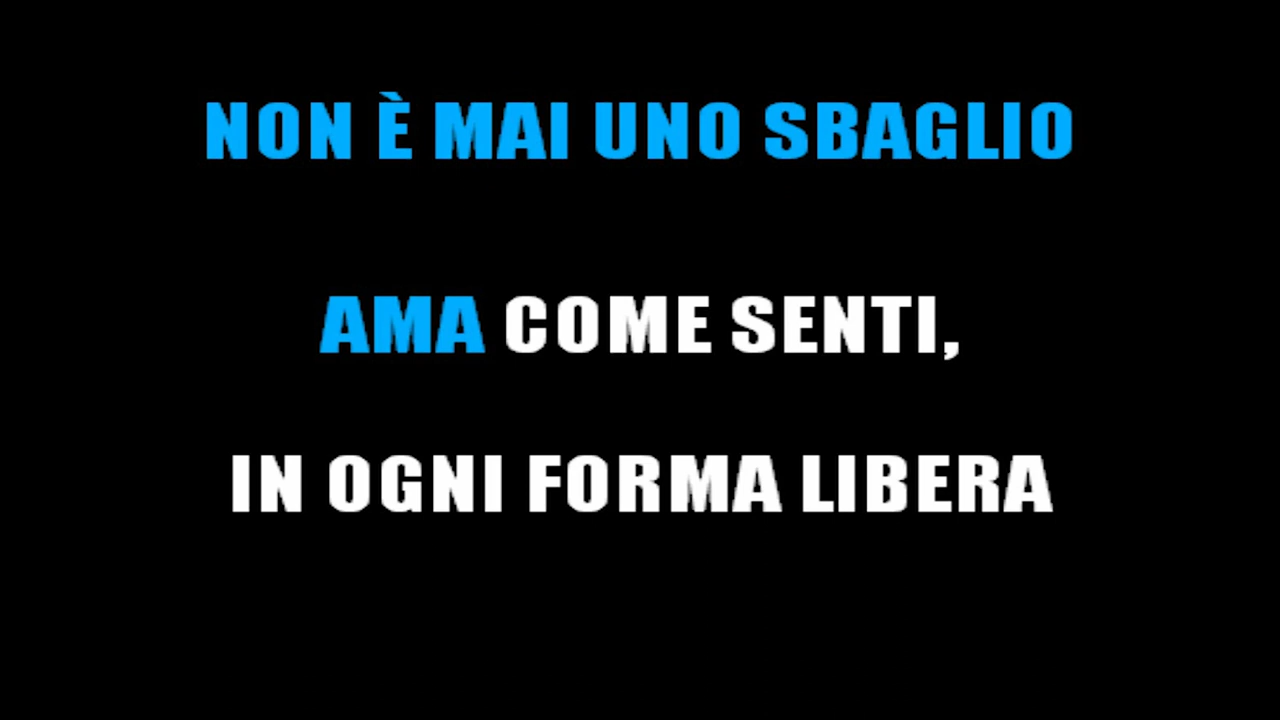 NON È MAI UNO SBAGLIO
AMA COME SENTI,
IN OGNI FORMA LIBERA